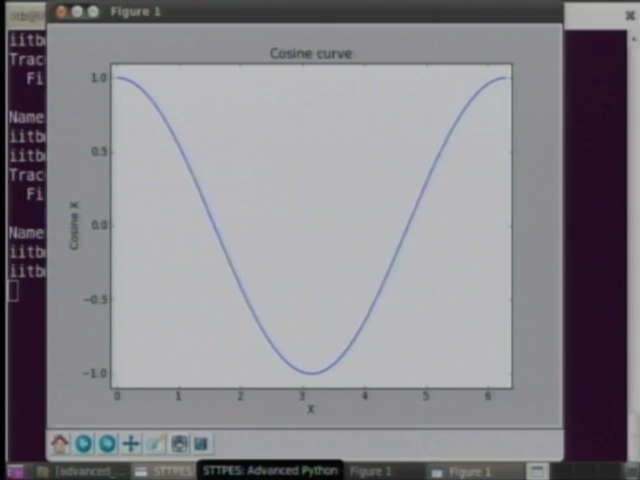 Figure 1
iitb@
iitb
Trac
Fi
Name
iitb
iitb
Trac
Fi
Name
iitb
iitb
Cosine curve
1.0
0.5
0.0
−0.5
−1.0
Cosine X
0 1 2 3 4 5 6
X
[advanced_... STTPES: STTPES: Advanced Python Figure 1 Figure 1